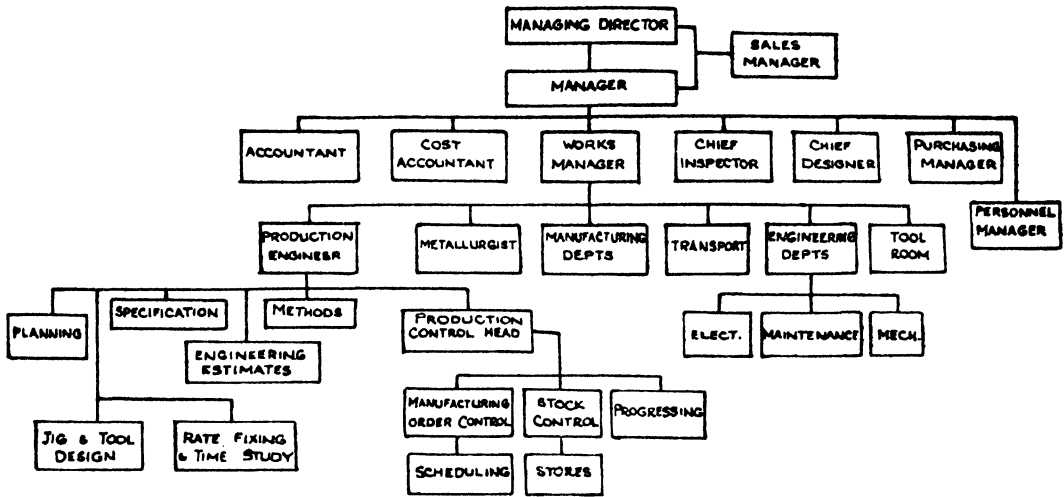 MANAGING DIRECTOR
SALES
MANAGER
MANAGER
ACCOUNTANT
COST
ACCOUNTANT
WORKS
MANAGER
CHIEF
INSPECTOR
CHIEF
DESIGNER
PURCHASING
MANAGER
PERSONNEL
MANAGER
PRODUCTION
ENGINEER
METALLURGIST
MANUFACTURING
DEPTS
TRANSPORT
ENGINEERING
DEPTS
TOOL
ROOM
PLANNING
SPECIFICATION
METHODS
ENGINEERING
ESTIMATES
PRODUCTION
CONTROL HEAD
ELECT.
MAINTENANCE
MECH.
JIG & TOOL
DESIGN
RATE FIXING
& TIME STUDY
MANUFACTURING
ORDER CONTROL
STOCK
CONTROL
PROGRESSING
SCHEDULING
STORES